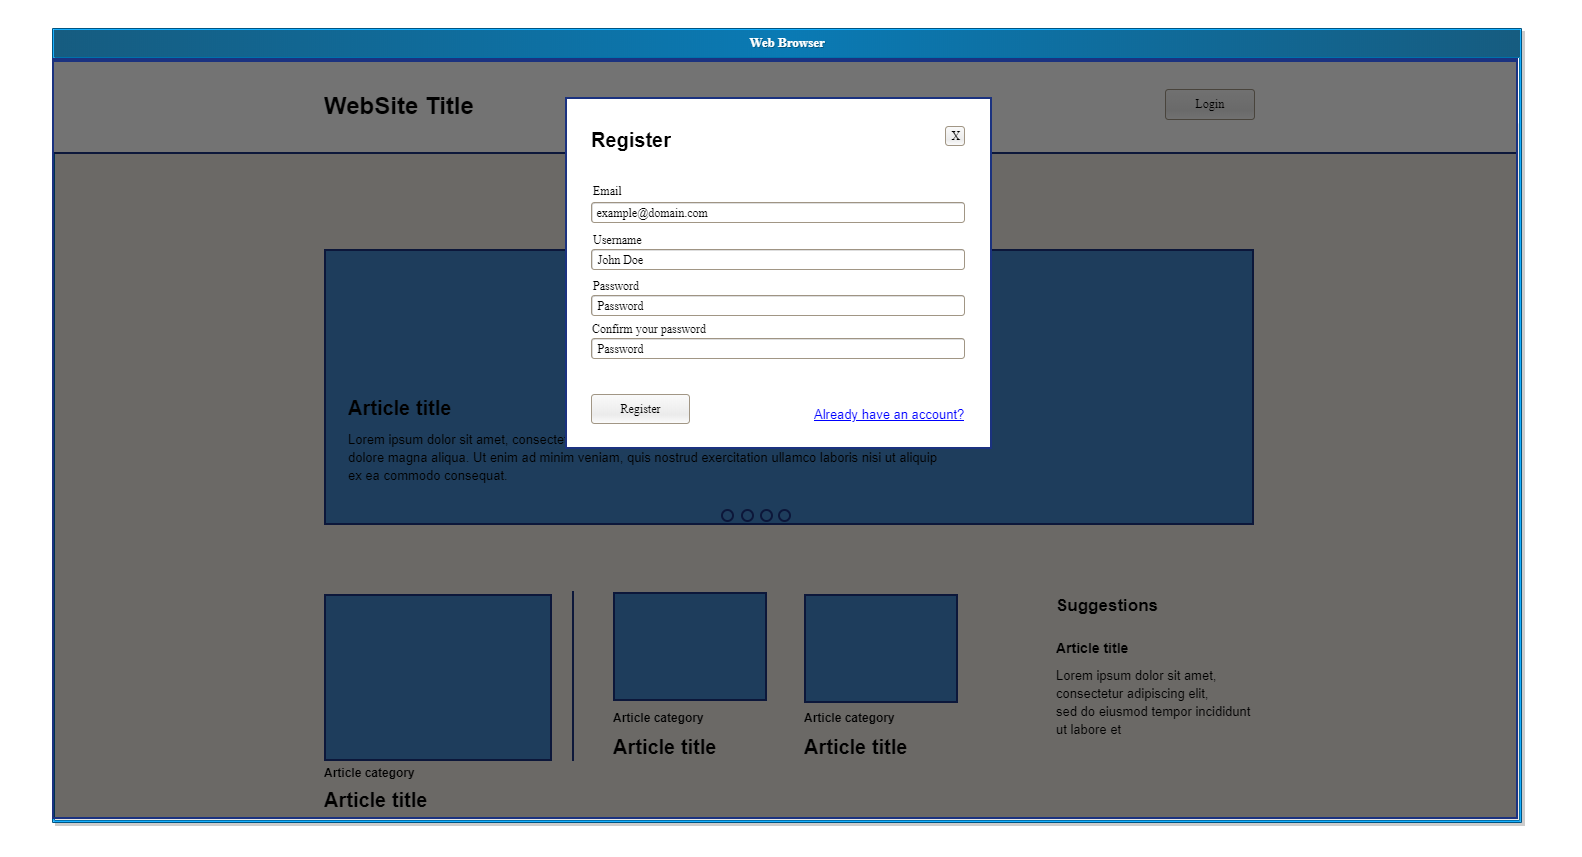 Web Browser
WebSite Title
Login
Register
X
Email
example@domain.com
Username
John Doe
Password
Password
Confirm your password
Password
Register
Already have an account?
Article title
Lorem ipsum dolor sit amet, consecte
dolore magna aliqua. Ut enim ad minim veniam, quis nostrud exercitation ullamco laboris nisi ut aliquip
ex ea commodo consequat.
Article category
Article title
Article category
Article title
Article category
Article title
Suggestions
Article title
Lorem ipsum dolor sit amet,
consectetur adipiscing elit,
sed do eiusmod tempor incididunt
ut labore et